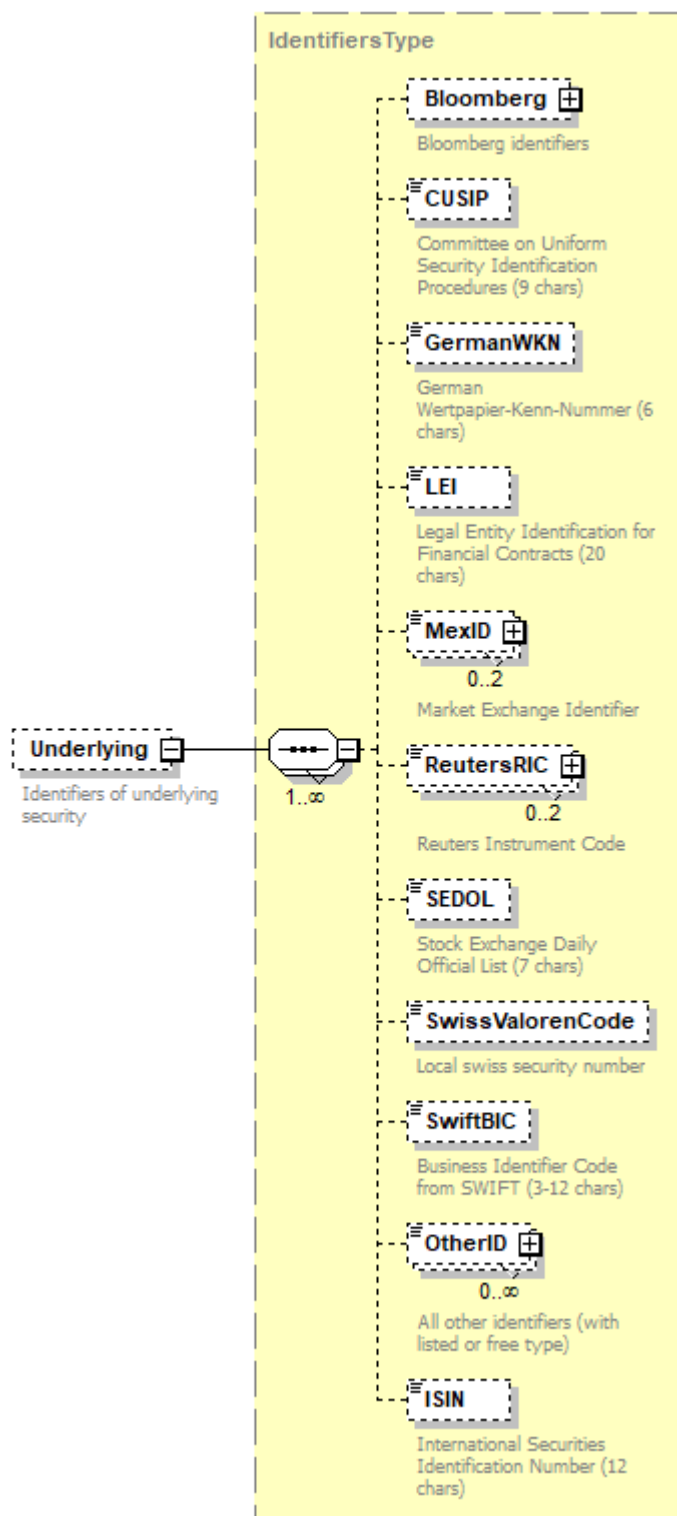 IdentifiersType
Bloomberg
Bloomberg identifiers
CUSIP
Committee on Uniform
Security Identification
Procedures (9 chars)
GermanWKN
German
Wertpapier-Kenn-Nummer (6
chars)
LEI
Legal Entity Identification for
Financial Contracts (20
chars)
MexID
0..2
Market Exchange Identifier
Underlying
Identifiers of underlying
security
1..∞
ReutersRIC
0..2
Reuters Instrument Code
SEDOL
Stock Exchange Daily
Official List (7 chars)
SwissValorenCode
Local swiss security number
SwiftBIC
Business Identifier Code
from SWIFT (3-12 chars)
OtherID
0..∞
All other identifiers (with
listed or free type)
ISIN
International Securities
Identification Number (12
chars)